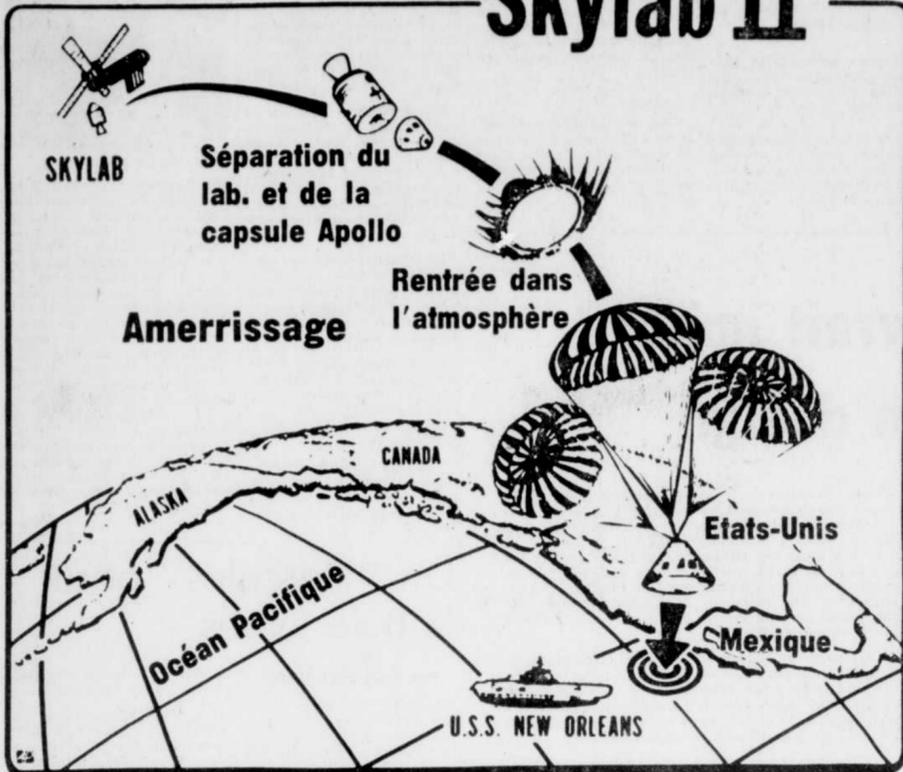 Skylab II
SKYLAB
Séparation du
lab. et de la
capsule Apollo
Rentrée dans
l'atmosphère
Amerrissage
CANADA
ALASKA
Etats-Unis
Océan Pacifique
Mexique
U.S.S. NEW ORLEANS